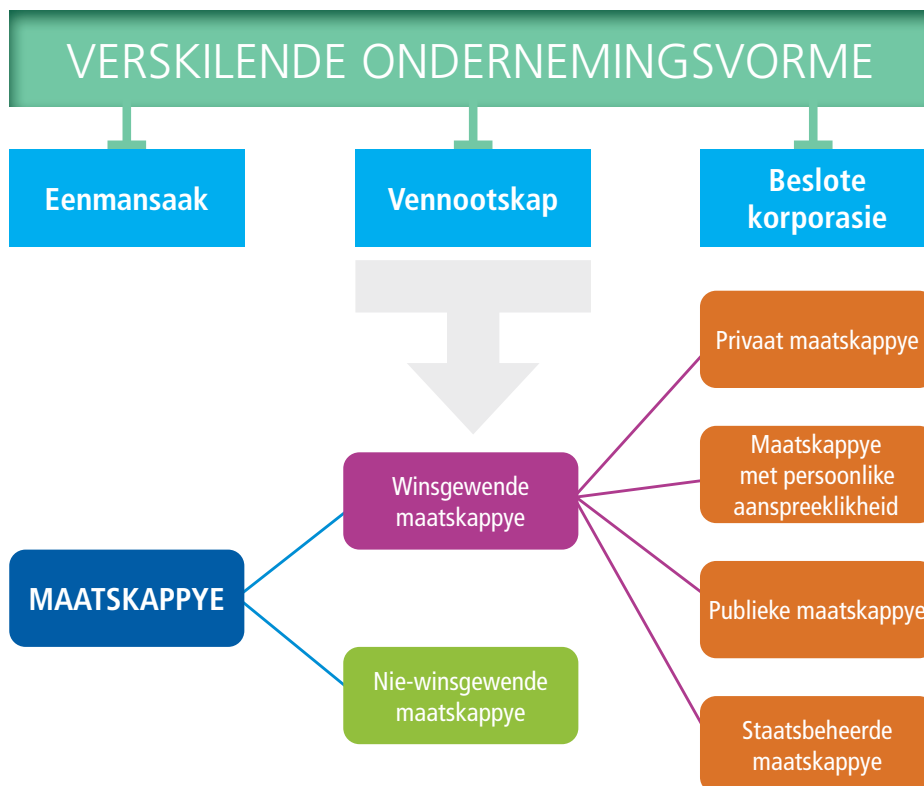 VERSKILENDE ONDERNEMINGSVORME
Eenmansaak
Vennootskap
Beslote
korporasie
Privaat maatskappye
Maatskappye
met persoonlike
aanspreeklikheid
Winsgewende
maatskappye
MAATSKAPPYE
Publieke maatskappye
Nie-winsgewende
maatskappye
Staatsbeheerde
maatskappye